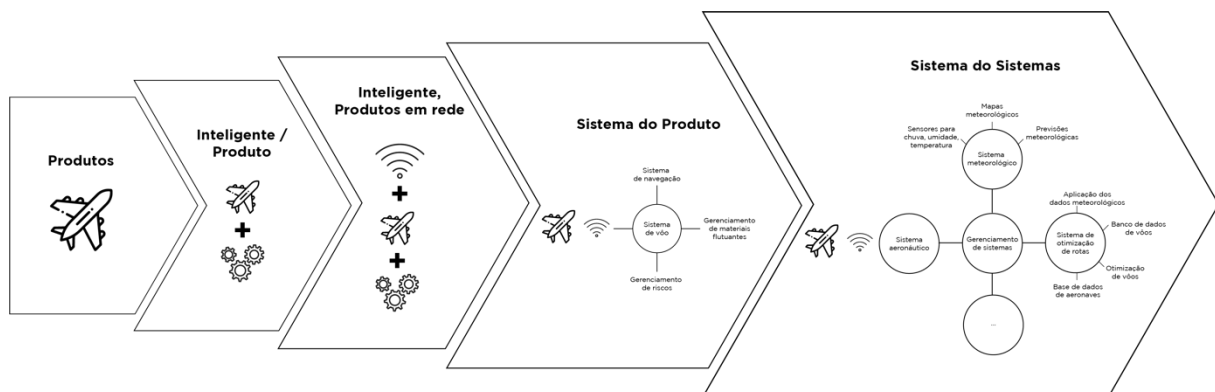 Produtos
Inteligente /
Produto
Inteligente,
Produtos em rede
Sistema do Produto
Sistema
de navegação
Sistema
de vôo
Gerenciamento
de materiais
flutuantes
Gerenciamento
de riscos
Sistema do Sistemas
Mapas
meteorológicos
Sensores para
chuva, umidade,
temperatura
Previsões
meteorológicas
Sistema
meteorológico
Sistema
aeronáutico
Gerenciamento
de sistemas
Aplicação dos
dados meteorológicos
Sistema de
otimização
de rotas
Banco de dados
de vôos
Otimização
de vôos
Base de dados
de aeronaves
...